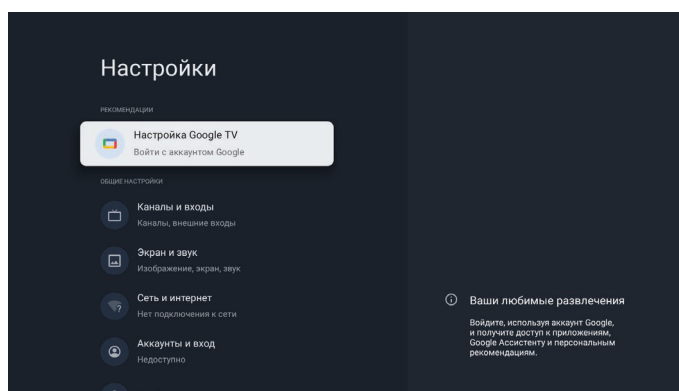 Настройки
РЕКОМЕНДАЦИИ
Настройка Google TV
Войти с аккаунтом Google
ОБЩИЕ НАСТРОЙКИ
Каналы и входы
Каналы, внешние входы
Экран и звук
Изображение, экран, звук
Сеть и интернет
Нет подключения к сети
Аккаунты и вход
Недоступно
Ваши любимые развлечения
Войдите, используя аккаунт Google,
и получите доступ к приложениям,
Google Ассистенту и персональным
рекомендациям.